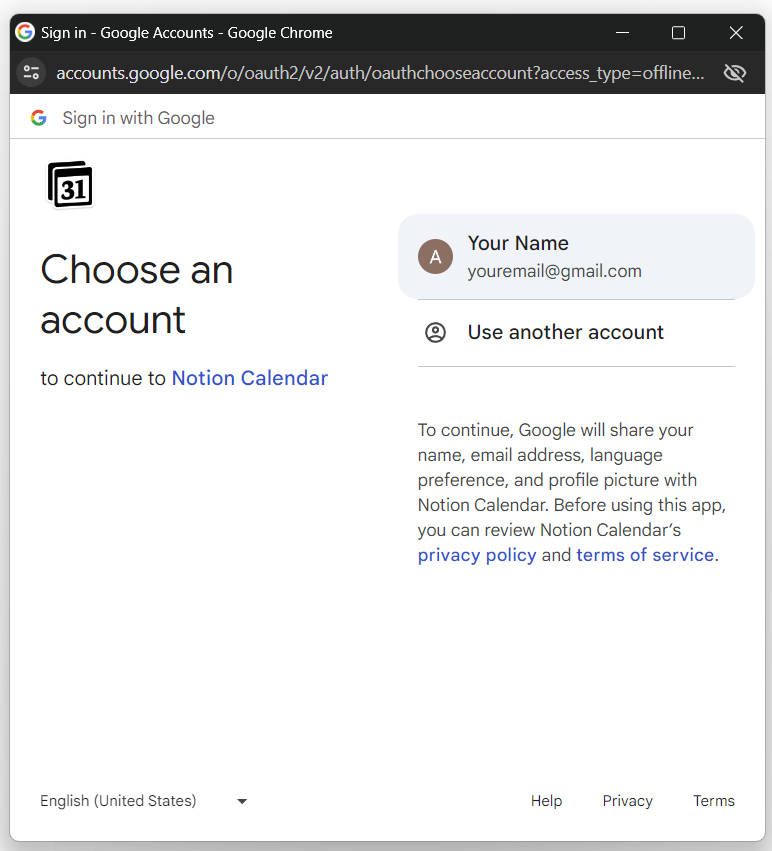 Sign in - Google Accounts - Google Chrome
accounts.google.com/o/oauth2/v2/auth/oauthchooseaccount?access_type=offline...
Sign in with Google
31
Choose an
account
to continue to Notion Calendar
A
Your Name
youremail@gmail.com
Use another account
To continue, Google will share your
name, email address, language
preference, and profile picture with
Notion Calendar. Before using this app,
you can review Notion Calendar’s
privacy policy and terms of service.
English (United States)
Help
Privacy
Terms